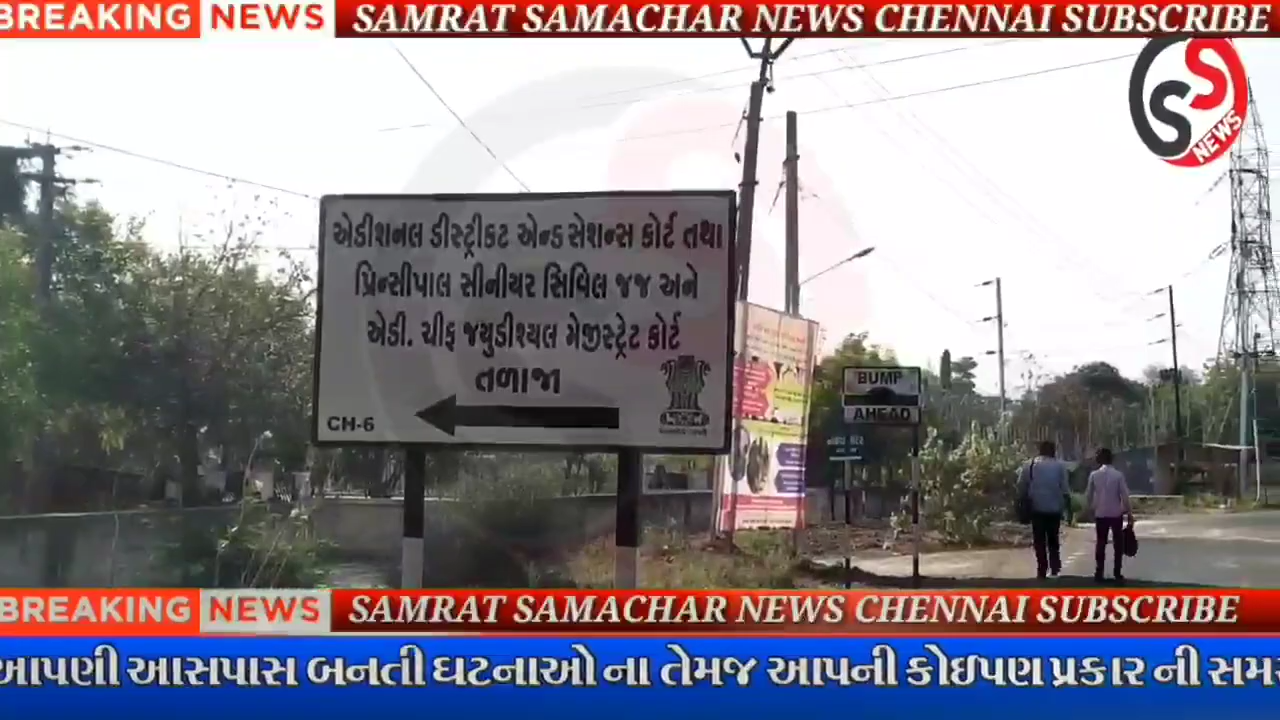 BREAKING NEWS SAMRAT SAMACHAR NEWS CHENNAI SUBSCRIBE
SS NEWS
એડીશનલ ડીસ્ટ્રીકટ એન્ડ સેશન્સ કોર્ટ તથા
પ્રિન્સીપાલ સીનીયર સિવિલ જજ અને
એડી. ચીફ જયુડીશ્યલ મેજીસ્ટ્રેટ કોર્ટ
તળાજા
CH-6
BUMP
AHEAD
BREAKING NEWS SAMRAT SAMACHAR NEWS CHENNAI SUBSCRIBE
આપણી આસપાસ બનતી ઘટનાઓ ના તેમજ આપની કોઇપણ પ્રકાર ની